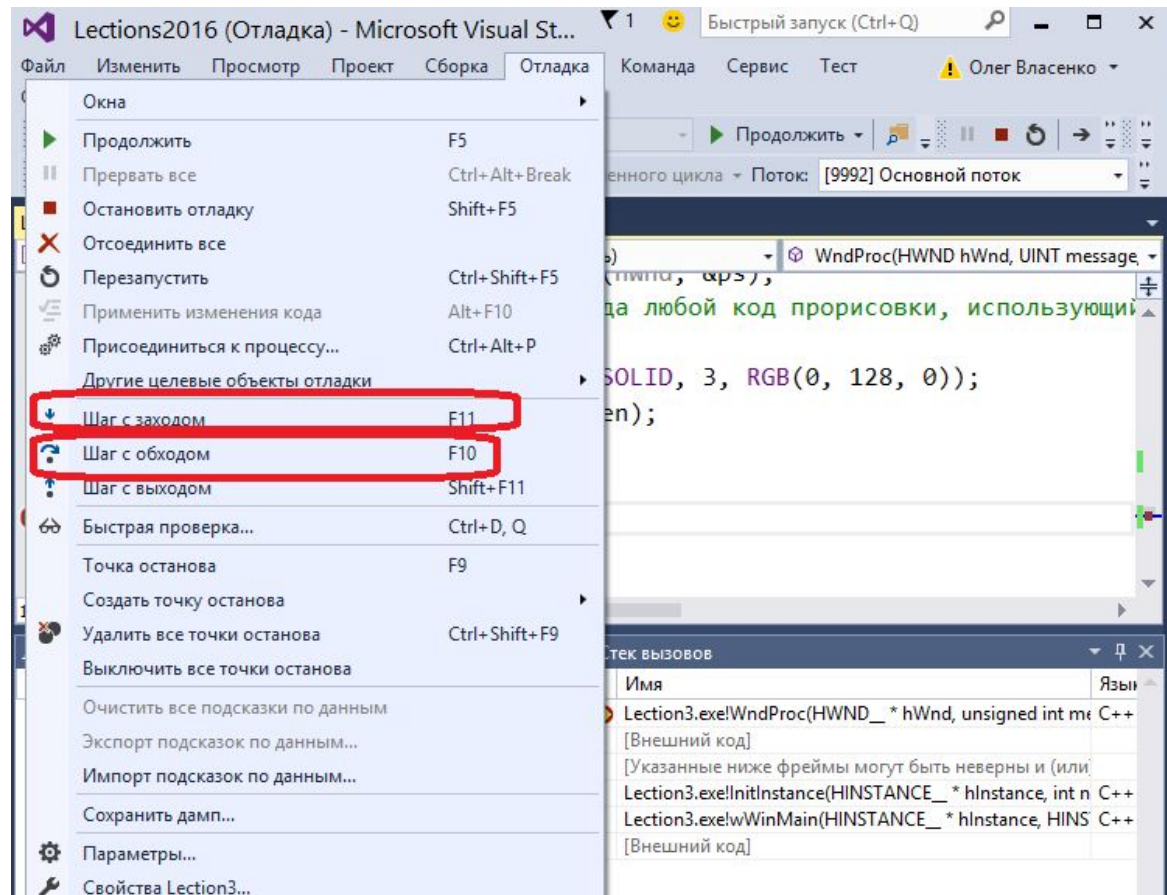 Lections2016 (Отладка) - Microsoft Visual St...
1
Быстрый запуск (Ctrl+Q)
Файл Изменить Просмотр Проект Сборка Отладка Команда Сервис Тест Олег Власенко
Окна
Продолжить F5
Продолжить
Прервать все Ctrl+Alt+Break
Поток: [9992] Основной поток
Остановить отладку Shift+F5
Отсоединить все
WndProc(HWND hWnd, UINT message,
Перезапустить Ctrl+Shift+F5
&ps);
Применить изменения кода Alt+F10
любой код прорисовки, использующий
Присоединиться к процессу... Ctrl+Alt+P
Другие целевые объекты отладки
SOLID, 3, RGB(0, 128, 0));
Шаг с заходом F11
en);
Шаг с обходом F10
Шаг с выходом Shift+F11
Быстрая проверка... Ctrl+D, Q
Точка останова F9
Создать точку останова
Удалить все точки останова Ctrl+Shift+F9
Выключить все точки останова
Очистить все подсказки по данным
Экспорт подсказок по данным...
Импорт подсказок по данным...
Сохранить дамп...
Параметры...
Свойства Lection3...
вызовов
Имя Язык
Lection3.exe!WndProc(HWND__ * hWnd, unsigned int me C++
[Внешний код]
[Указанные ниже фреймы могут быть неверны и (или)
Lection3.exe!InitInstance(HINSTANCE__ * hInstance, int n C++
Lection3.exe!wWinMain(HINSTANCE__ * hInstance, HINS C++
[Внешний код]